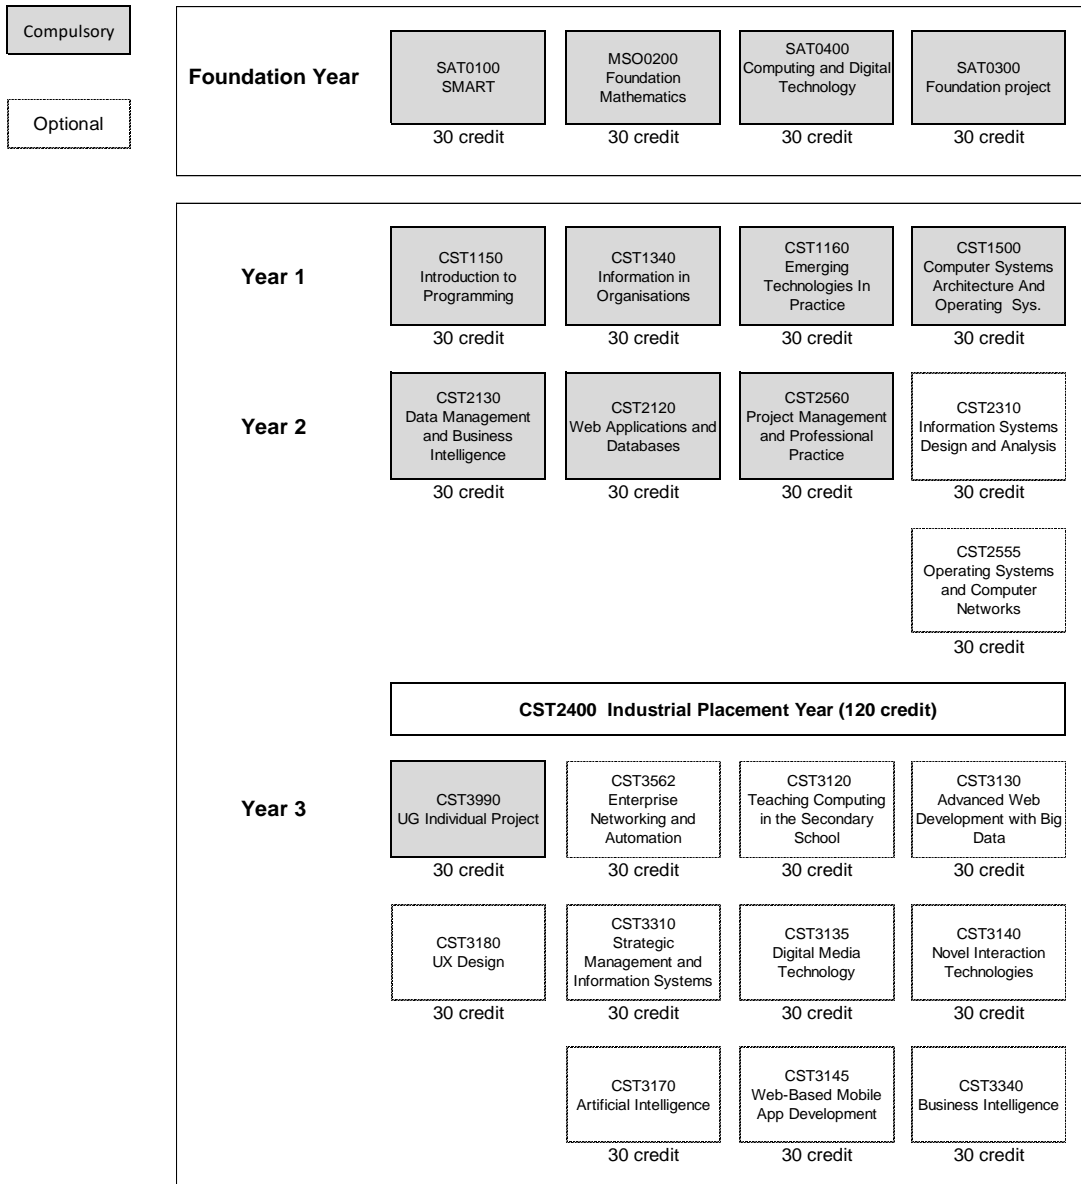 Compulsory
Optional
Foundation Year
SAT0100
SMART
30 credit
MSO0200
Foundation
Mathematics
30 credit
SAT0400
Computing and Digital
Technology
30 credit
SAT0300
Foundation project
30 credit
Year 1
CST1150
Introduction to
Programming
30 credit
CST1340
Information in
Organisations
30 credit
CST1160
Emerging
Technologies In
Practice
30 credit
CST1500
Computer Systems
Architecture And
Operating Sys.
30 credit
Year 2
CST2130
Data Management
and Business
Intelligence
30 credit
CST2120
Web Applications and
Databases
30 credit
CST2560
Project Management
and Professional
Practice
30 credit
CST2310
Information Systems
Design and Analysis
30 credit
CST2555
Operating Systems
and Computer
Networks
30 credit
CST2400 Industrial Placement Year (120 credit)
Year 3
CST3990
UG Individual Project
30 credit
CST3562
Enterprise
Networking and
Automation
30 credit
CST3120
Teaching Computing
in the Secondary
School
30 credit
CST3130
Advanced Web
Development with Big
Data
30 credit
CST3180
UX Design
30 credit
CST3310
Strategic
Management and
Information Systems
30 credit
CST3135
Digital Media
Technology
30 credit
CST3140
Novel Interaction
Technologies
30 credit
CST3170
Artificial Intelligence
30 credit
CST3145
Web-Based Mobile
App Development
30 credit
CST3340
Business Intelligence
30 credit